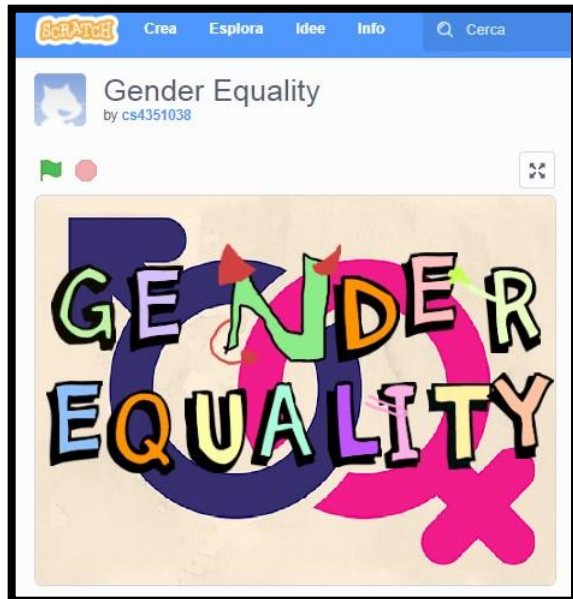 SCRATCH Crea Esplora Idee Info Cerca
Gender Equality
by cs4351038
GENDER
EQUALITY